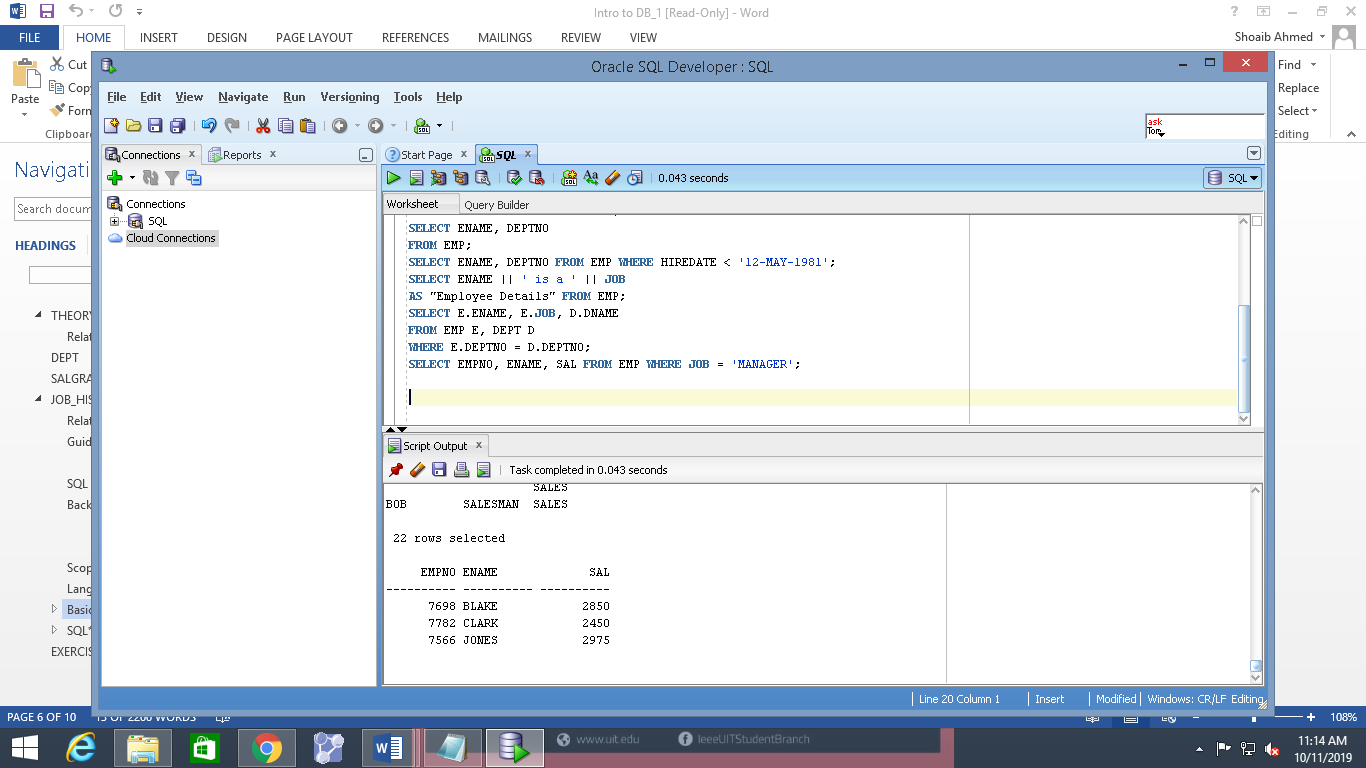 Intro to DB_1 [Read-Only] - Word
FILE HOME INSERT DESIGN PAGE LAYOUT REFERENCES MAILINGS REVIEW VIEW
Shoaib Ahmed
Paste
Cut
Clipboard
Find
Replace
Select
Editing
Navigati
Search docum
HEADINGS
THEORY
Relat
DEPT
SALGRA
JOB_HIS
Relat
Guid
SQL
Back
Scop
Lang
Basic
SQL*
EXERCIS
Oracle SQL Developer : SQL
File Edit View Navigate Run Versioning Tools Help
ask
Tom
Connections Reports
Connections
SQL
Cloud Connections
Start Page SQL
0.043 seconds
SQL
Worksheet Query Builder
SELECT ENAME, DEPTNO
FROM EMP;
SELECT ENAME, DEPTNO FROM EMP WHERE HIREDATE < '12-MAY-1981';
SELECT ENAME || ' is a ' || JOB
AS "Employee Details" FROM EMP;
SELECT E.ENAME, E.JOB, D.DNAME
FROM EMP E, DEPT D
WHERE E.DEPTNO = D.DEPTNO;
SELECT EMPNO, ENAME, SAL FROM EMP WHERE JOB = 'MANAGER';
Script Output
Task completed in 0.043 seconds
SALES
BOB SALESMAN SALES
22 rows selected
EMPNO ENAME SAL
---------- ---------- ----------
7698 BLAKE 2850
7782 CLARK 2450
7566 JONES 2975
Line 20 Column 1 Insert Modified Windows: CR/LF Editing
PAGE 6 OF 10 13 OF 2266 WORDS 108%
www.uit.edu IeeeUITStudentBranch
11:14 AM
10/11/2019